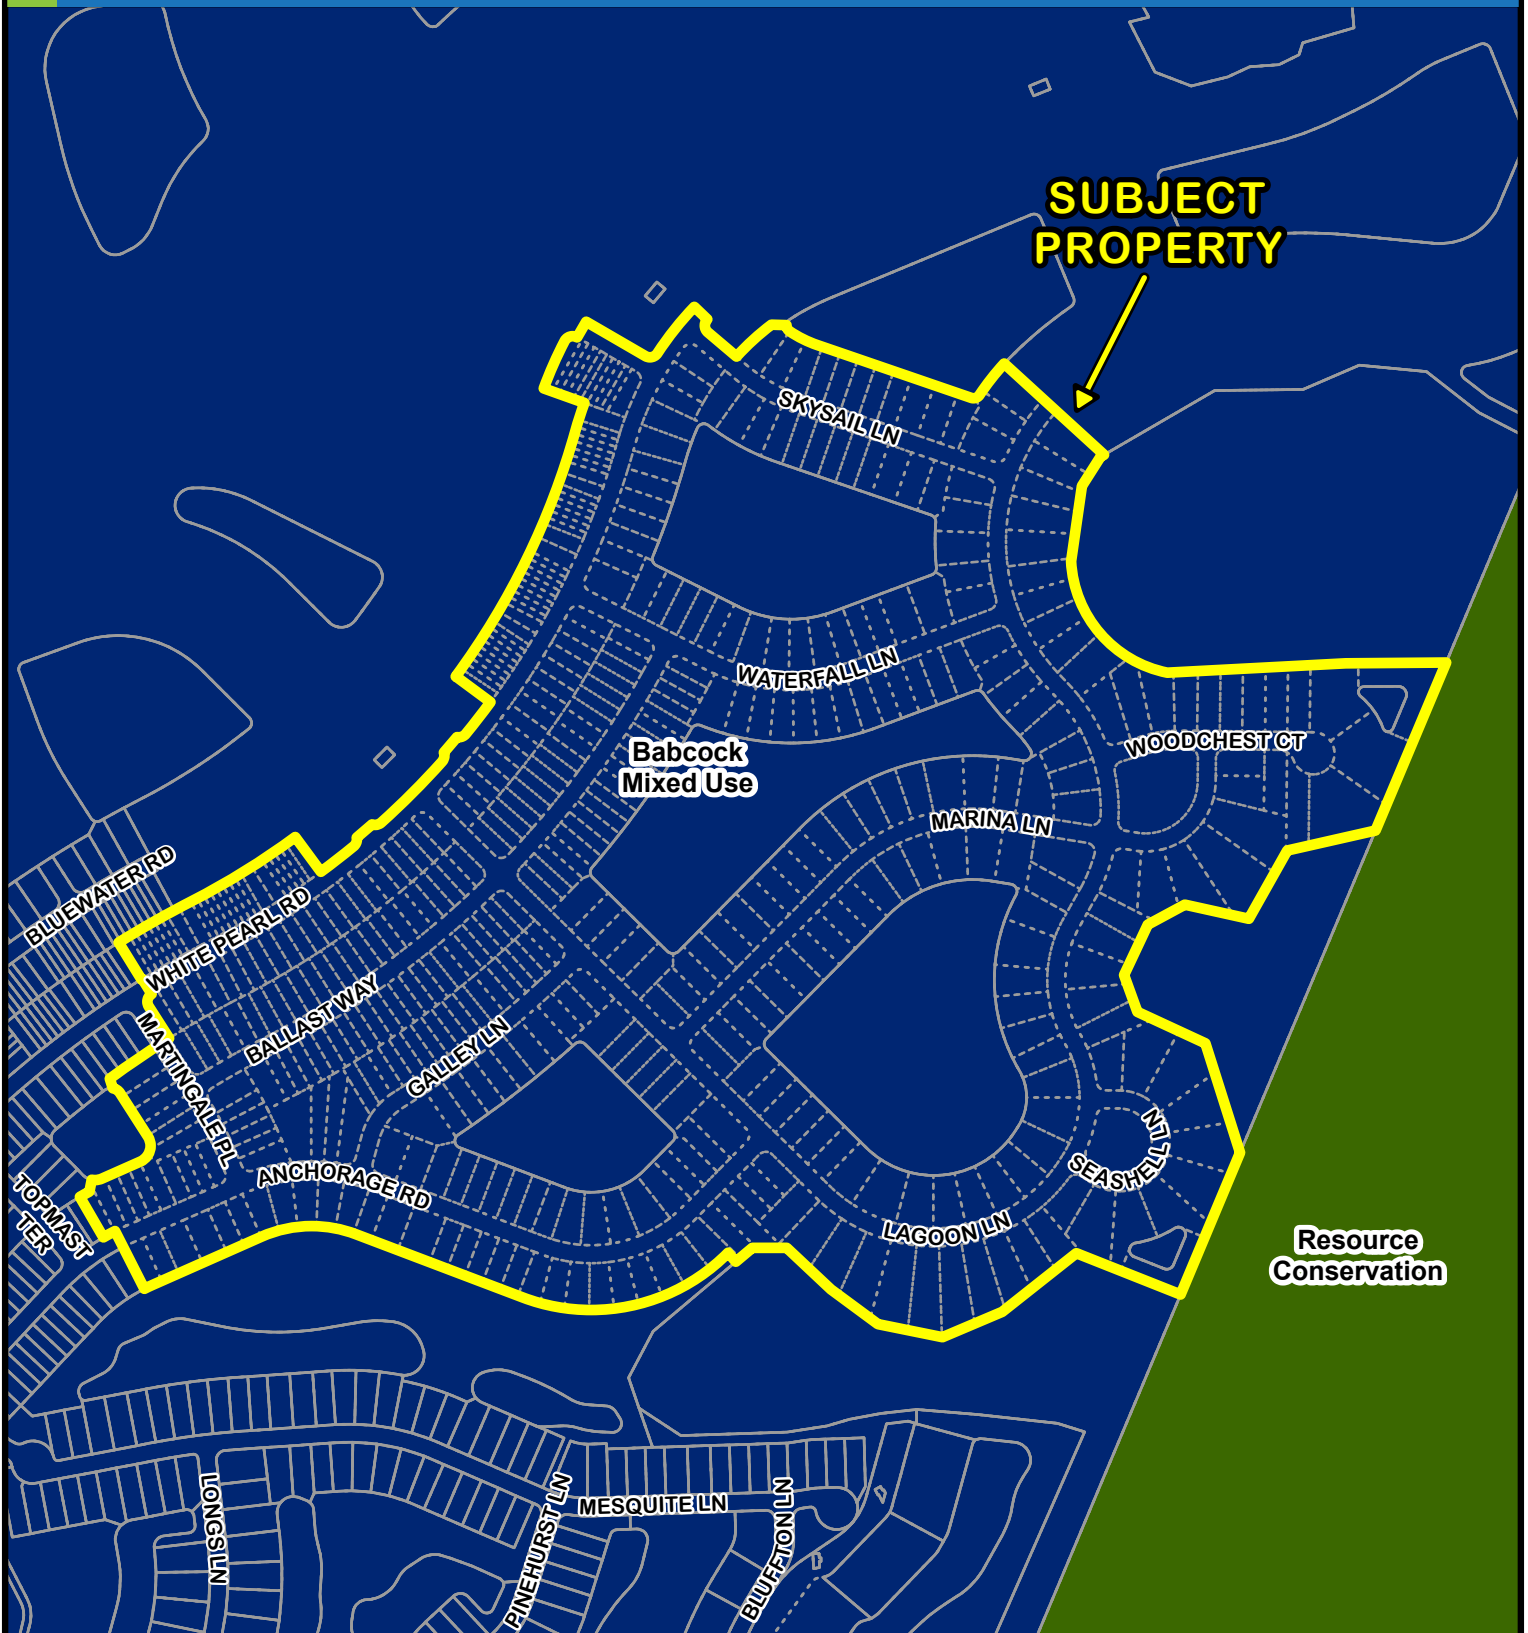 SUBJECT
PROPERTY
SKYSAIL LN
WATERFALL LN
WOODCHEST CT
Babcock
Mixed Use
MARINA LN
BLUEWATER RD
WHITE PEARL RD
BALLAST WAY
MARTINGALE PL
GALLEY LN
ANCHORAGE RD
SEASHELL LN
TOPMAST
TER
LAGOON LN
Resource
Conservation
LONGS LN
PINEHURST LN
MESQUITE LN
BLUFFTON LN